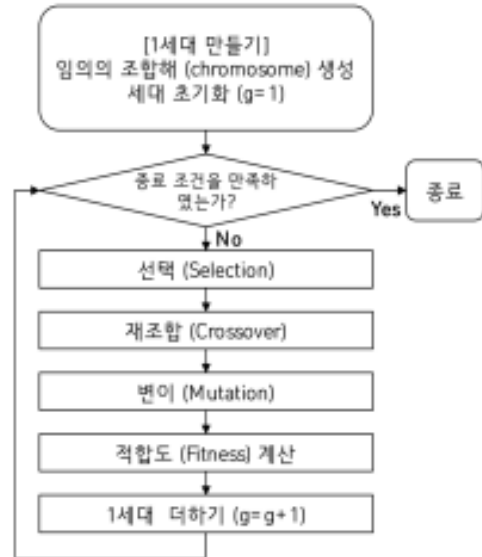 [1세대 만들기]
임의의 조합해 (chromosome) 생성
세대 초기화 (g=1)
종료 조건을 만족하
였는가?
종료
Yes
No
선택 (Selection)
재조합 (Crossover)
변이 (Mutation)
적합도 (Fitness) 계산
1세대 더하기 (g=g+1)